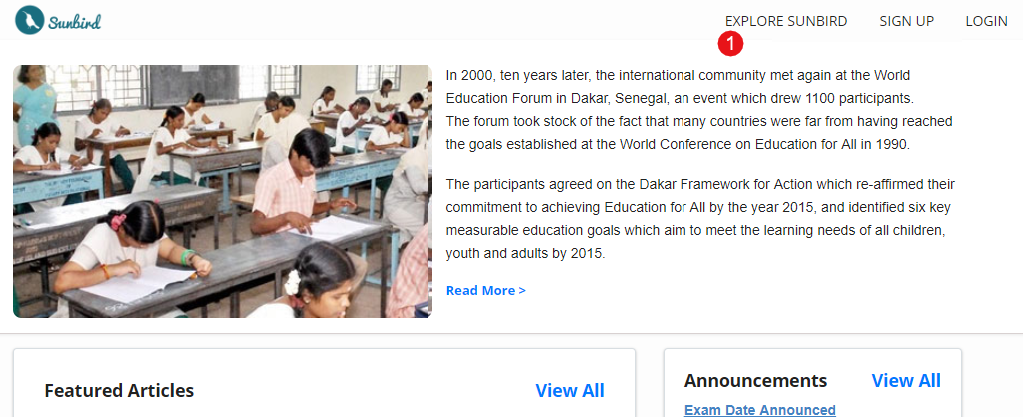 Sunbird
EXPLORE SUNBIRD
SIGN UP
LOGIN
1
In 2000, ten years later, the international community met again at the World
Education Forum in Dakar, Senegal, an event which drew 1100 participants.
The forum took stock of the fact that many countries were far from having reached
the goals established at the World Conference on Education for All in 1990.
The participants agreed on the Dakar Framework for Action which re-affirmed their
commitment to achieving Education for All by the year 2015, and identified six key
measurable education goals which aim to meet the learning needs of all children,
youth and adults by 2015.
Read More >
Featured Articles
View All
Announcements
View All
Exam Date Announced